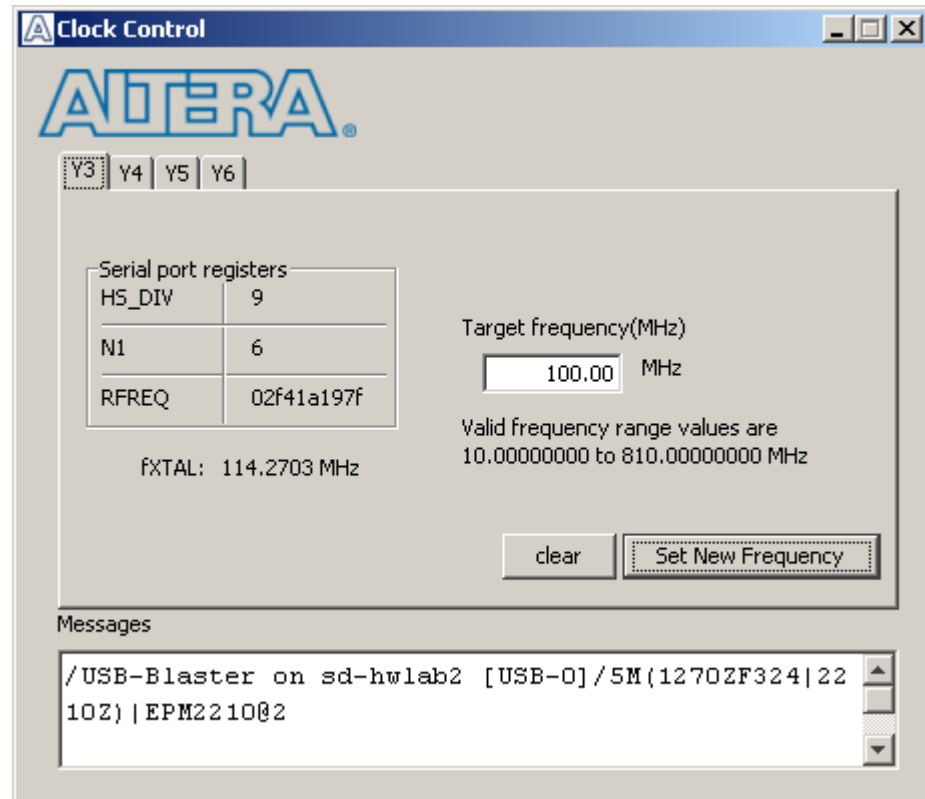 Clock Control
ALTERA®
Y3 Y4 Y5 Y6
Serial port registers
HS_DIV 9
N1 6
RFREQ 02f41a197f
fXTAL: 114.2703 MHz
Target frequency(MHz)
100.00 MHz
Valid frequency range values are
10.00000000 to 810.00000000 MHz
clear Set New Frequency
Messages
/USB-Blaster on sd-hwlab2 [USB-0]/5M(1270ZF324|22
10Z)|EPM2210@2